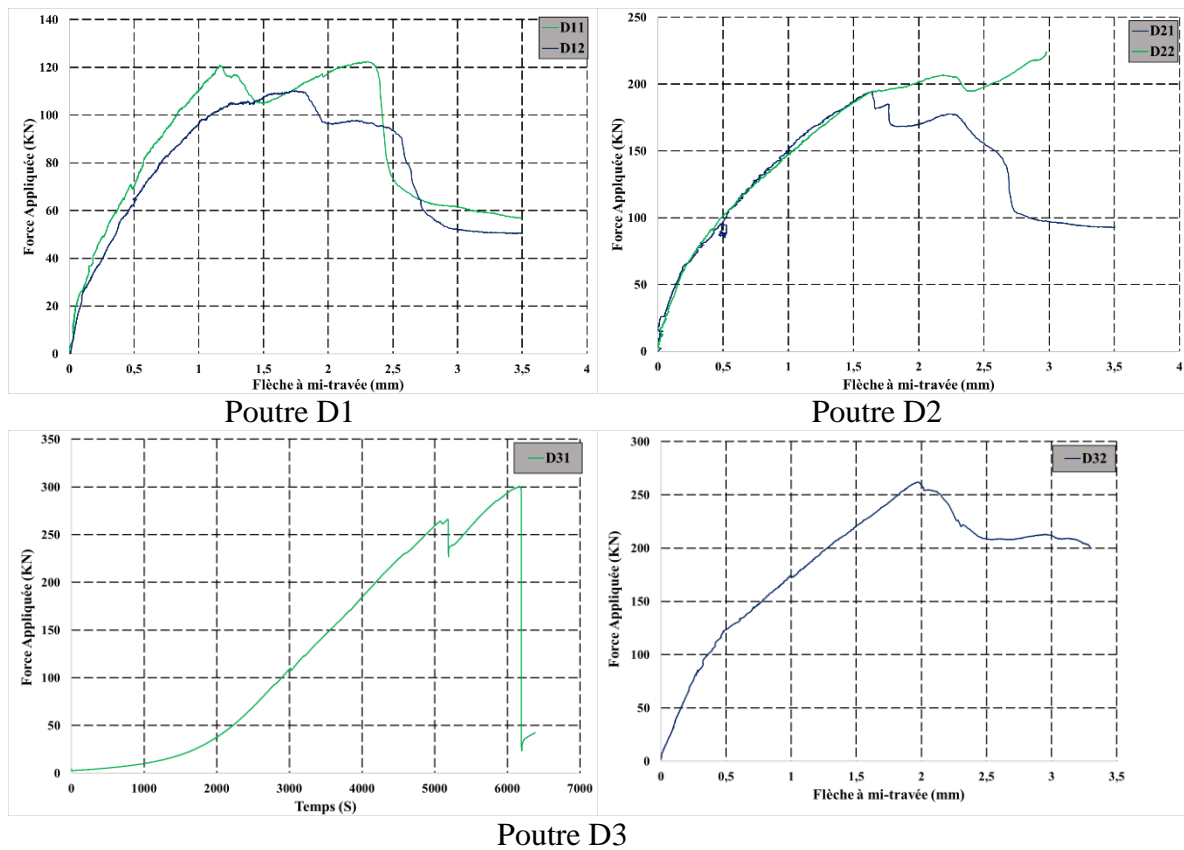 D11
D12
140
120
100
80
60
40
20
0
Force Appliquée (KN)
0 0,5 1 1,5 2 2,5 3 3,5 4
Flèche à mi-travée (mm)
D21
D22
250
200
150
100
50
0
Force Appliquée (KN)
0 0,5 1 1,5 2 2,5 3 3,5 4
Flèche à mi-travée (mm)
Poutre D1 Poutre D2
D31
350
300
250
200
150
100
50
0
Force Appliquée (KN)
0 1000 2000 3000 4000 5000 6000 7000
Temps (S)
D32
300
250
200
150
100
50
0
Force Appliquée (KN)
0 0,5 1 1,5 2 2,5 3 3,5
Flèche à mi-travée (mm)
Poutre D3